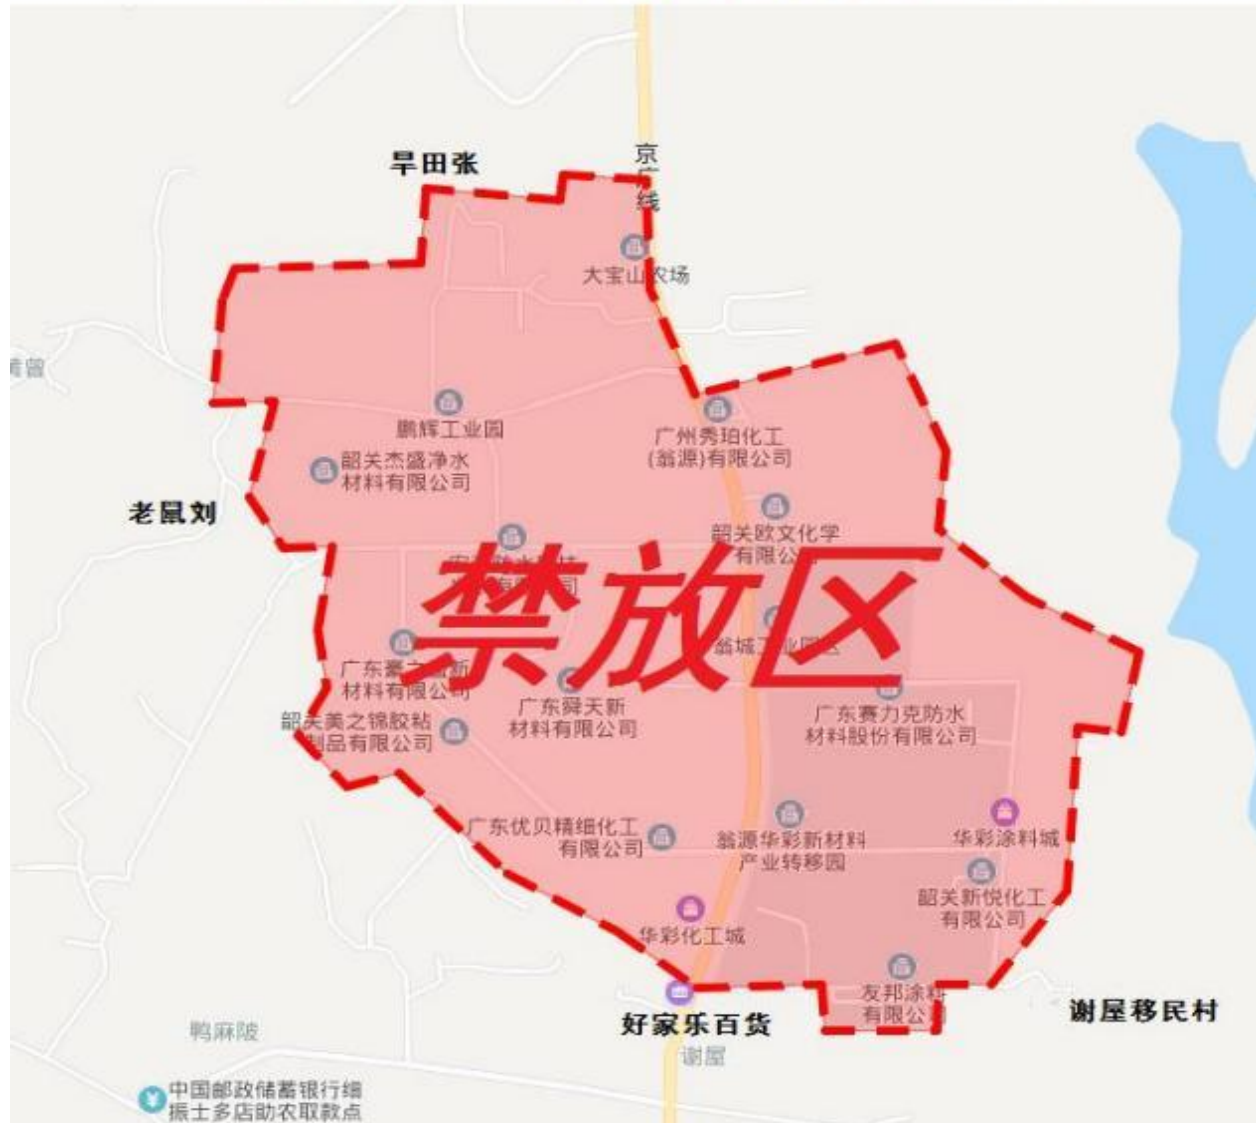 旱田张
京广线
大宝山农场
黄曾
鹏辉工业园
广州秀珀化工
(翁源)有限公司
韶关杰盛净水
材料有限公司
老鼠刘
韶关欧文化学
有限公
禁放区
翁城工业园区
广东豪之
新
材料有限公司
广东舜天新
材料有限公司
韶关美之锦胶粘
制品有限公司
广东赛力克防水
材料股份有限公司
广东优贝精细化工
有限公司
翁源华彩新材料
产业转移园
华彩涂料城
韶关新悦化工
有限公司
华彩化工城
友邦涂料
有限公司
好家乐百货
谢屋移民村
鸭麻陂
谢屋
中国邮政储蓄银行细
振士多店助农取款点